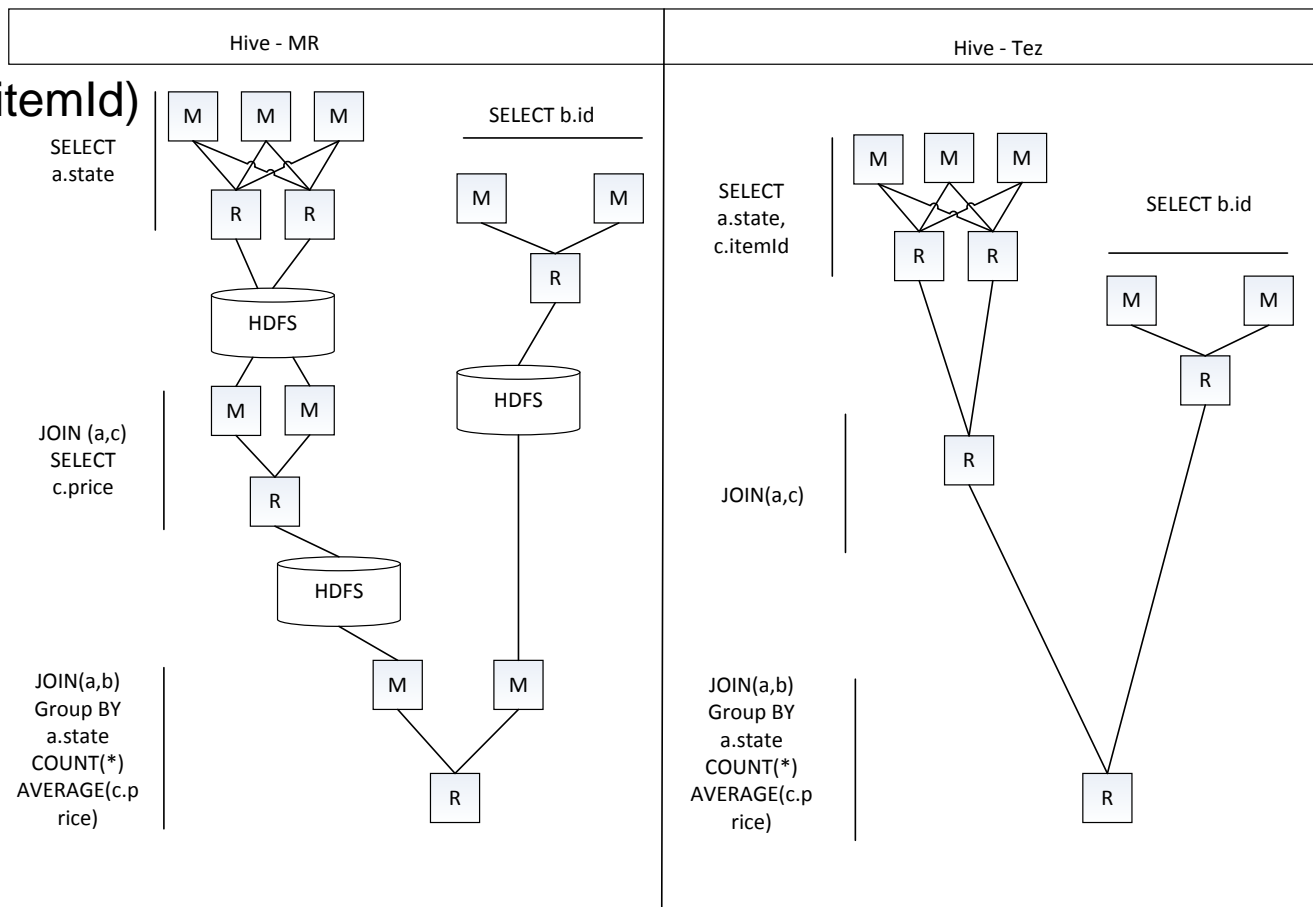 Hive - MR
Hive - Tez
itemId)
SELECT
a.state
M
M
M
R
R
HDFS
SELECT b.id
M
M
R
HDFS
JOIN (a,c)
SELECT
c.price
M
M
R
HDFS
JOIN(a,b)
Group BY
a.state
COUNT(*)
AVERAGE(c.p
rice)
M
M
R
SELECT
a.state,
c.itemId
M
M
M
R
R
SELECT b.id
M
M
R
JOIN(a,c)
R
JOIN(a,b)
Group BY
a.state
COUNT(*)
AVERAGE(c.p
rice)
R